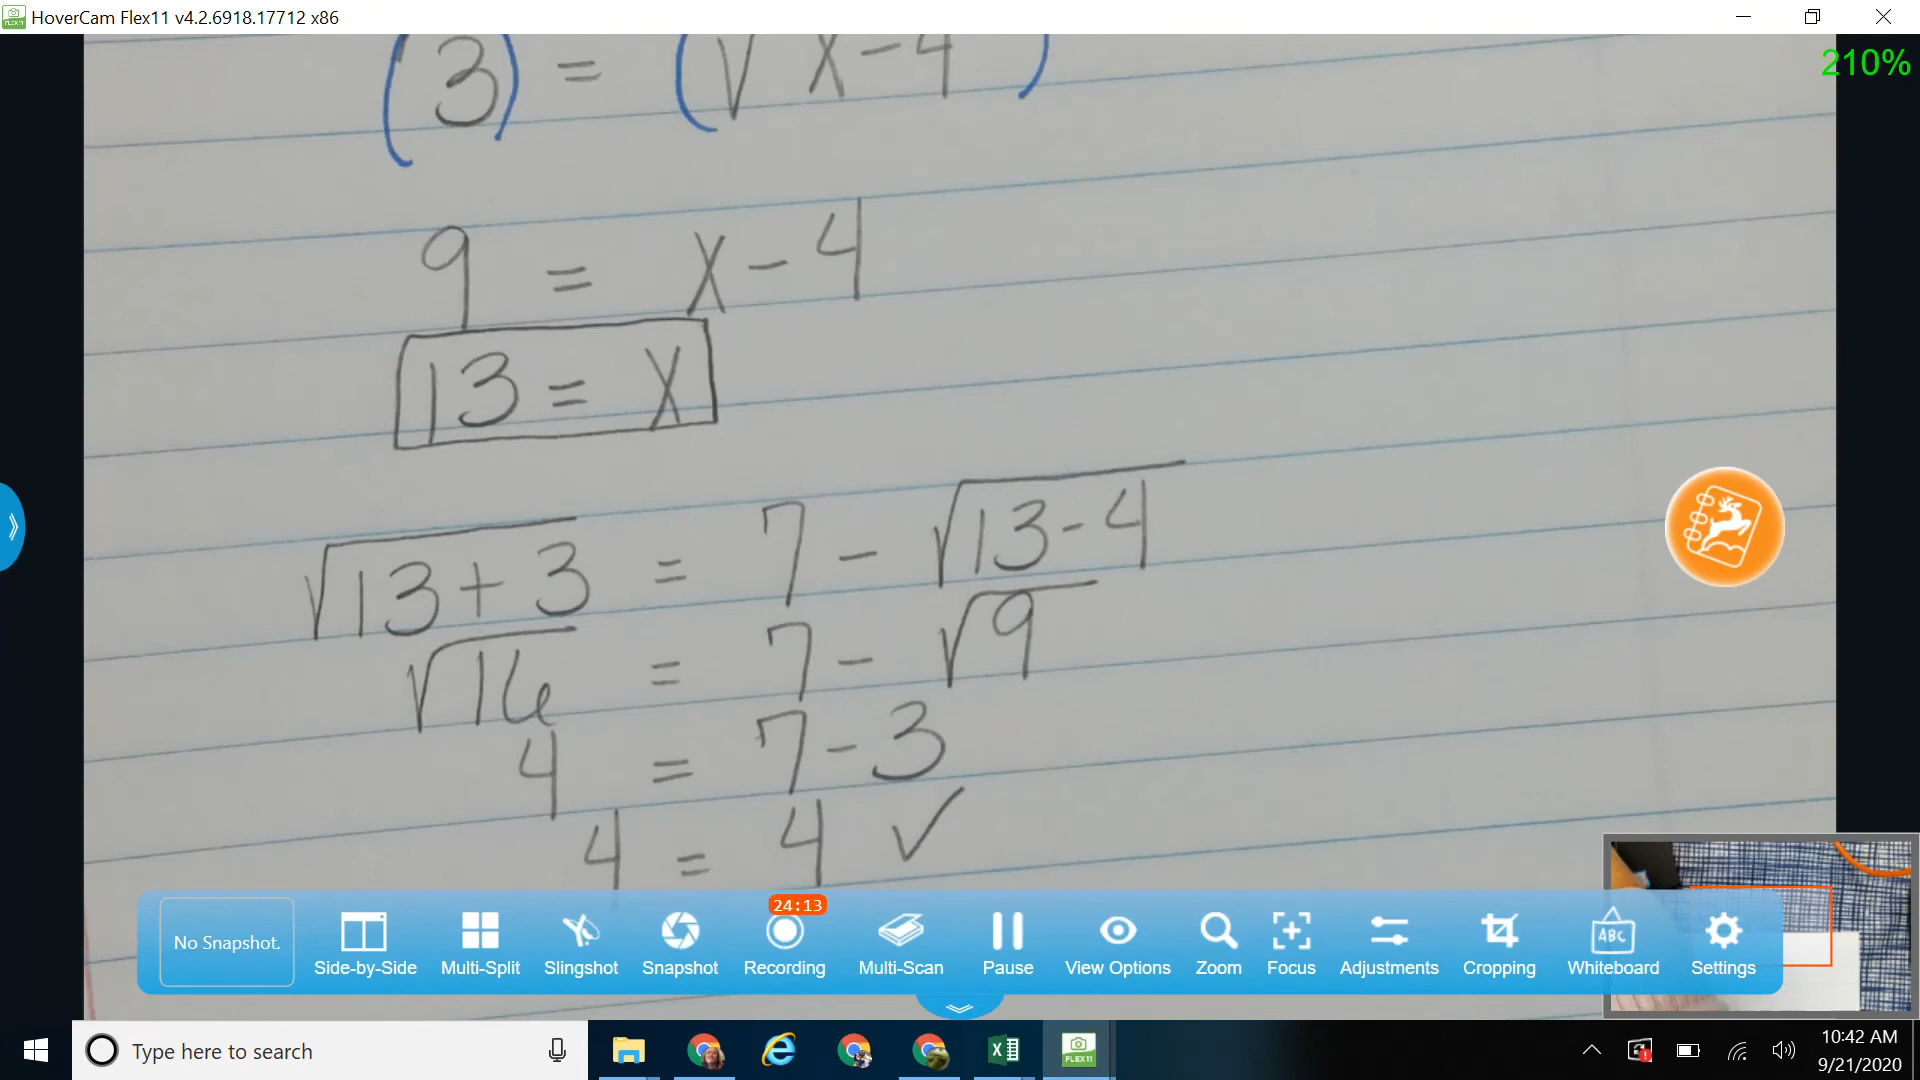 HoverCam Flex11 v4.2.6918.17712 x86
210%
(3) = (√x-4)
9 = x-4
13 = x
√13+3 = 7 - √13-4
√16 = 7 - √9
4 = 7-3
4 = 4 ✓
24:13
No Snapshot.
Side-by-Side Multi-Split Slingshot Snapshot Recording Multi-Scan Pause View Options Zoom Focus Adjustments Cropping ABC Whiteboard Settings
Type here to search
FLEX11
10:42 AM
9/21/2020